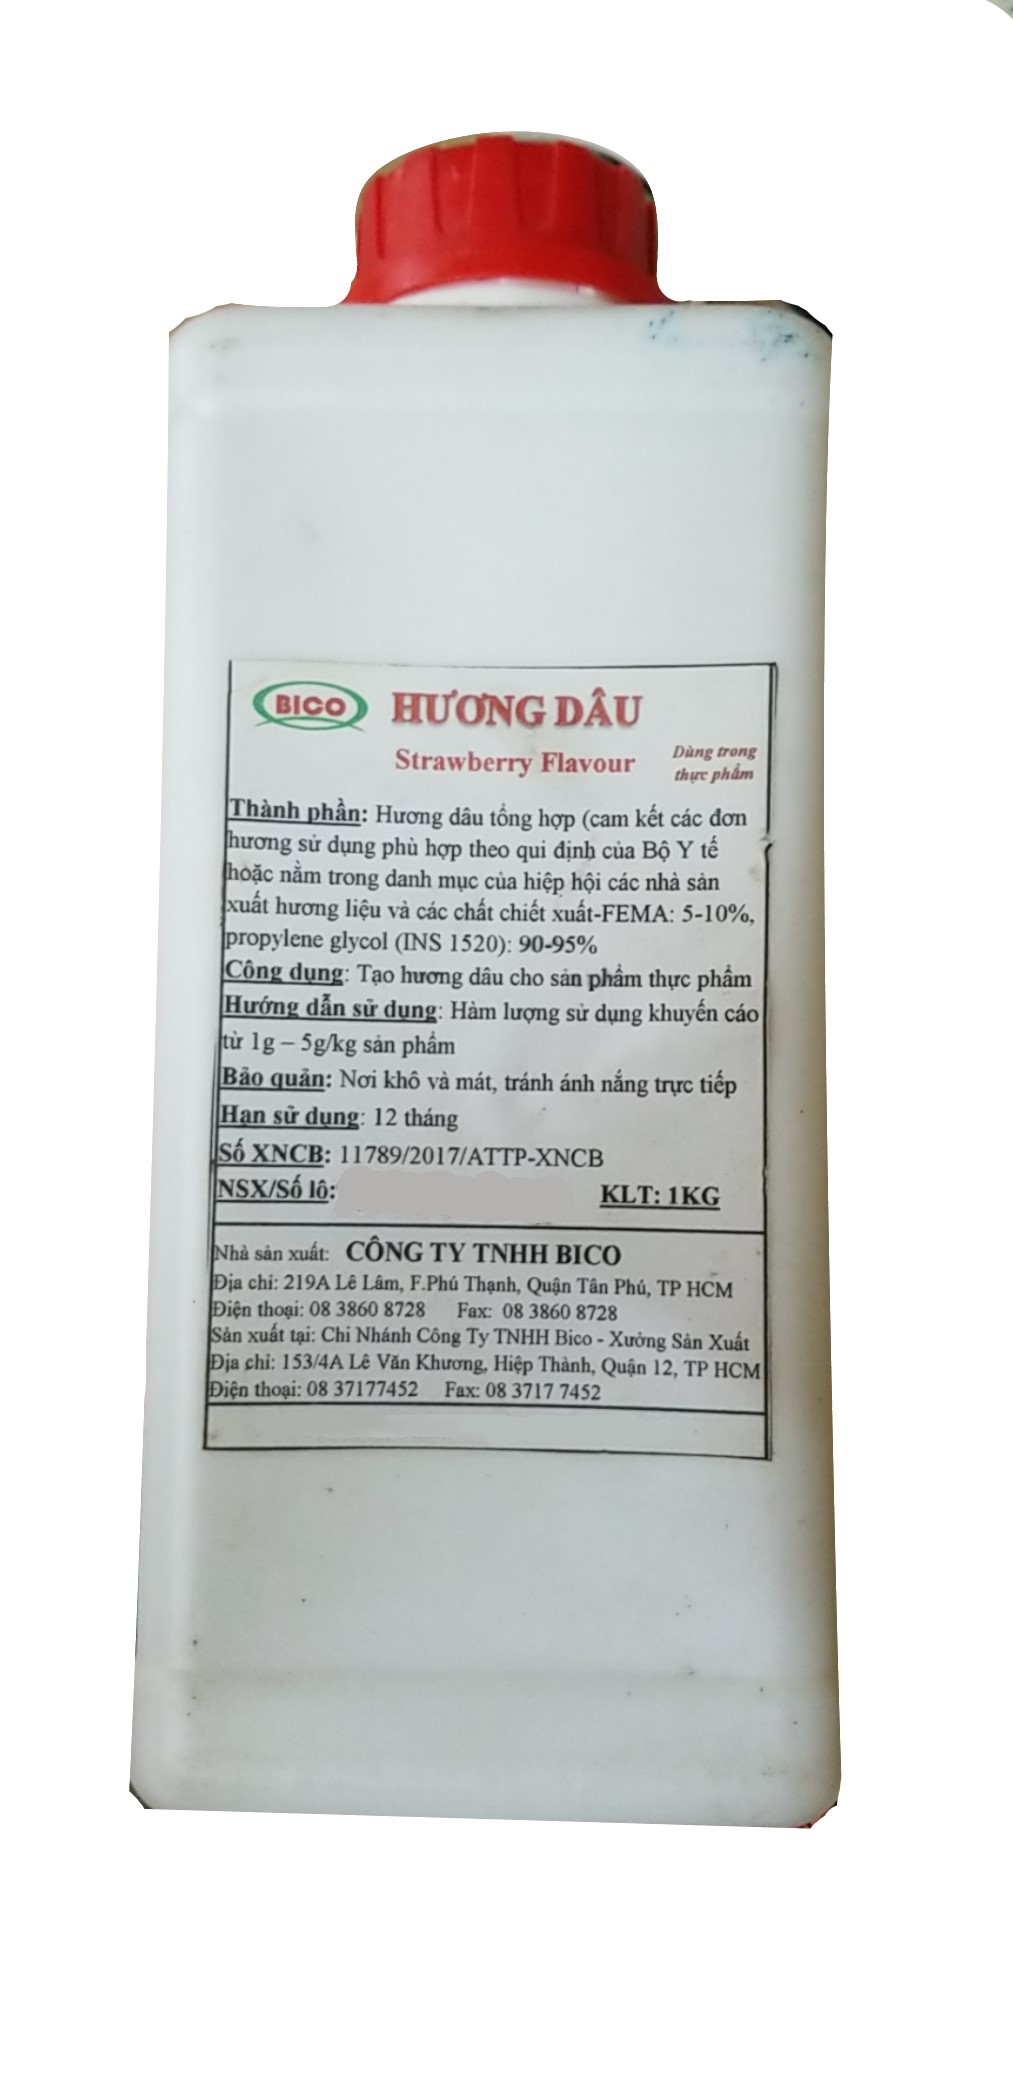 BICO
HƯƠNG DÂU
Strawberry Flavour
Dùng trong
thực phẩm
Thành phần: Hương dâu tổng hợp (cam kết các đơn
hương sử dụng phù hợp theo qui định của Bộ Y tế
hoặc nằm trong danh mục của hiệp hội các nhà sản
xuất hương liệu và các chất chiết xuất-FEMA: 5-10%,
propylene glycol (INS 1520): 90-95%
Công dụng: Tạo hương dâu cho sản phẩm thực phẩm
Hướng dẫn sử dụng: Hàm lượng sử dụng khuyến cáo
từ 1g – 5g/kg sản phẩm
Bảo quản: Nơi khô và mát, tránh ánh nắng trực tiếp
Hạn sử dụng: 12 tháng
Số XNCB: 11789/2017/ATTP-XNCB
NSX/Số lô: KLT: 1KG
Nhà sản xuất: CÔNG TY TNHH BICO
Địa chỉ: 219A Lê Lâm, F.Phú Thạnh, Quận Tân Phú, TP HCM
Điện thoại: 08 3860 8728 Fax: 08 3860 8728
Sản xuất tại: Chi Nhánh Công Ty TNHH Bico - Xưởng Sản Xuất
Địa chỉ: 153/4A Lê Văn Khương, Hiệp Thành, Quận 12, TP HCM
Điện thoại: 08 37177452 Fax: 08 3717 7452